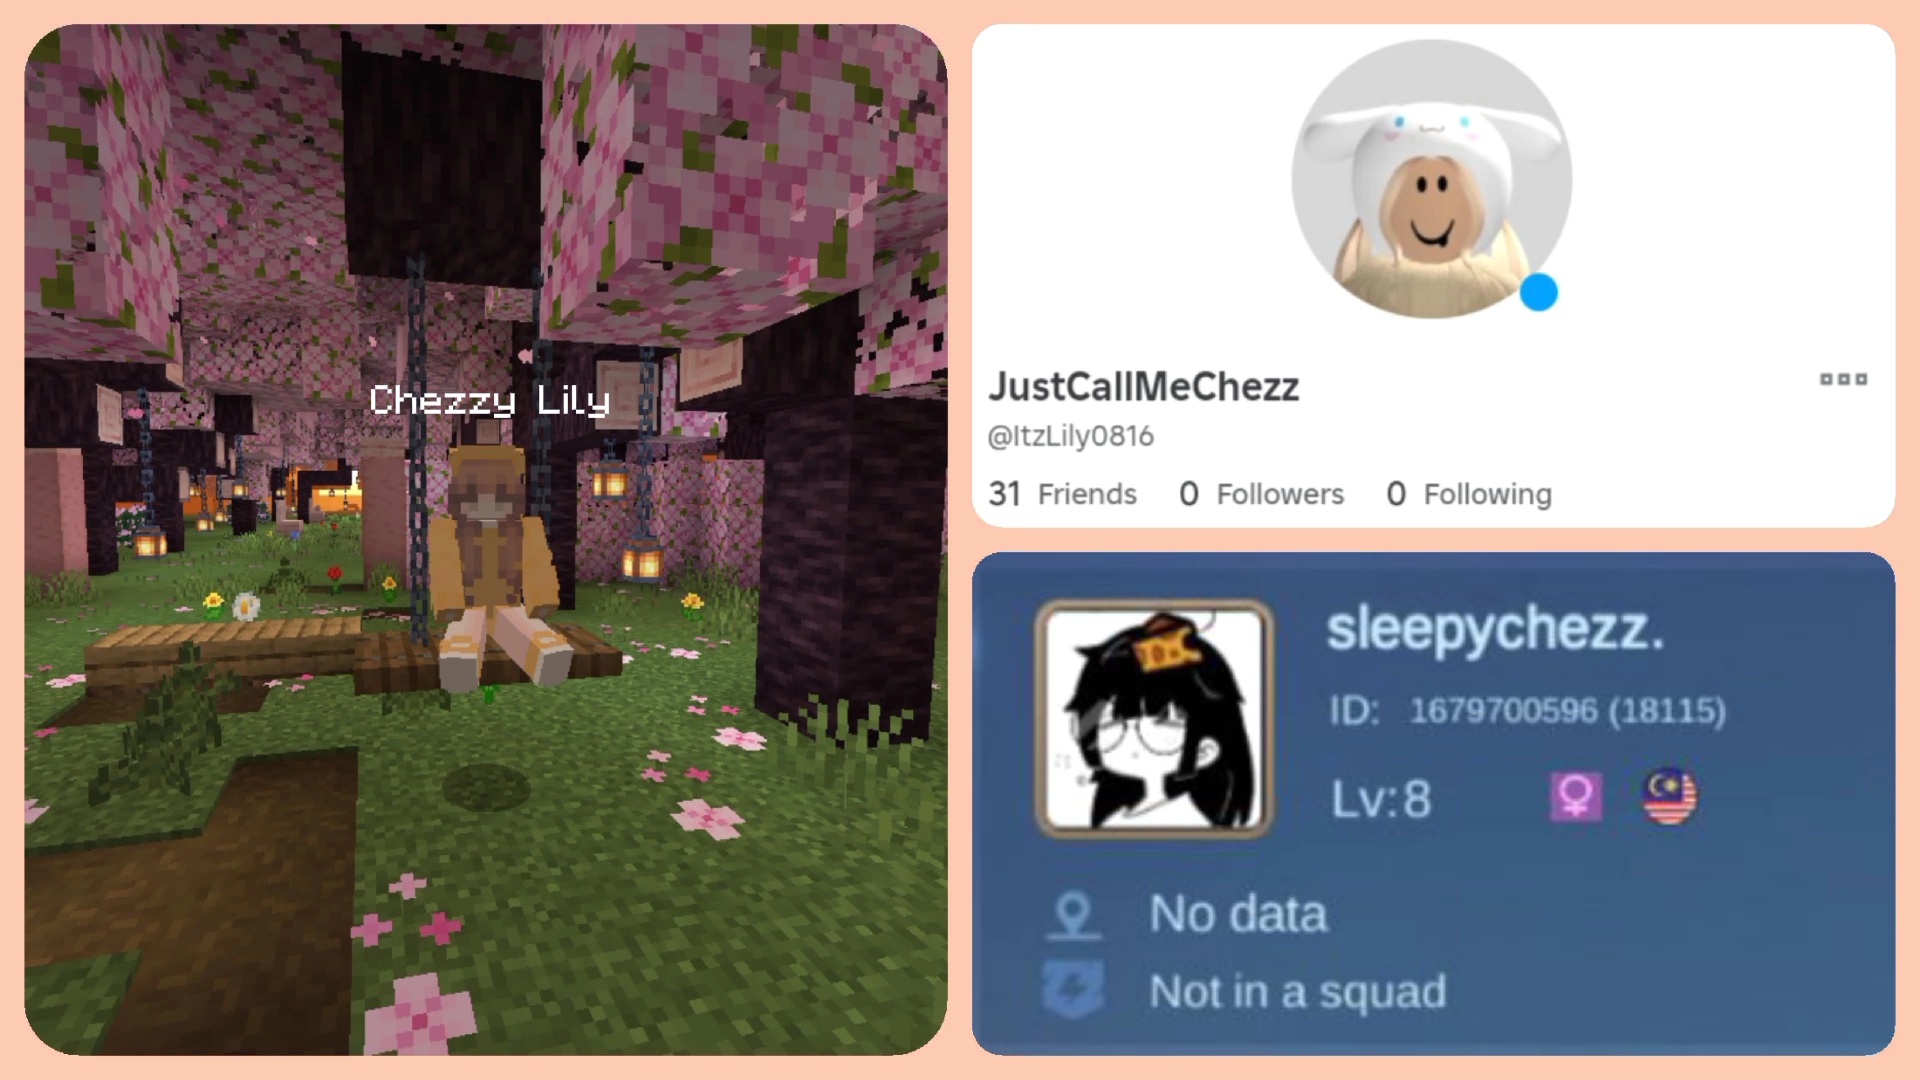 Chezzy Lily
JustCallMeChezz
@ItzLily0816
31 Friends 0 Followers 0 Following
sleepychezz.
ID: 1679700596 (18115)
Lv:8
No data
Not in a squad